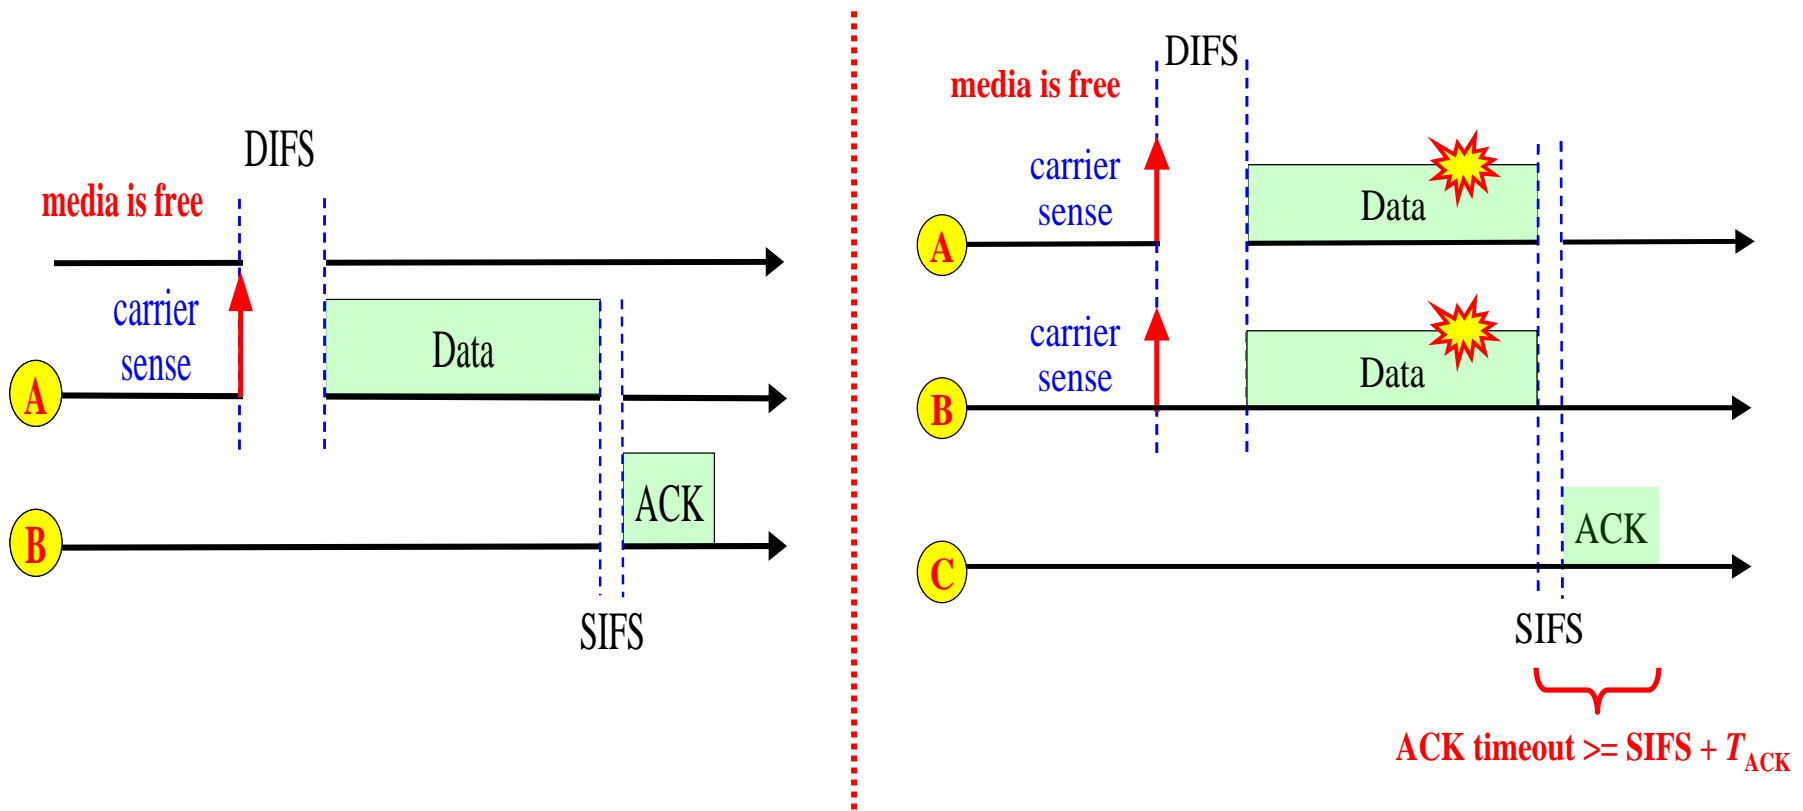 DIFS
media is free
carrier
sense
Data
A
ACK
B
SIFS
DIFS
media is free
carrier
sense
Data
A
carrier
sense
Data
B
ACK
C
SIFS
ACK timeout >= SIFS + T_ACK